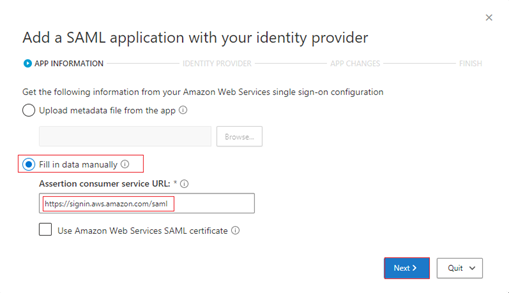 Add a SAML application with your identity provider
APP INFORMATION IDENTITY PROVIDER APP CHANGES FINISH
Get the following information from your Amazon Web Services single sign-on configuration
Upload metadata file from the app
Browse...
Fill in data manually
Assertion consumer service URL: *
https://signin.aws.amazon.com/saml
Use Amazon Web Services SAML certificate
Next Quit